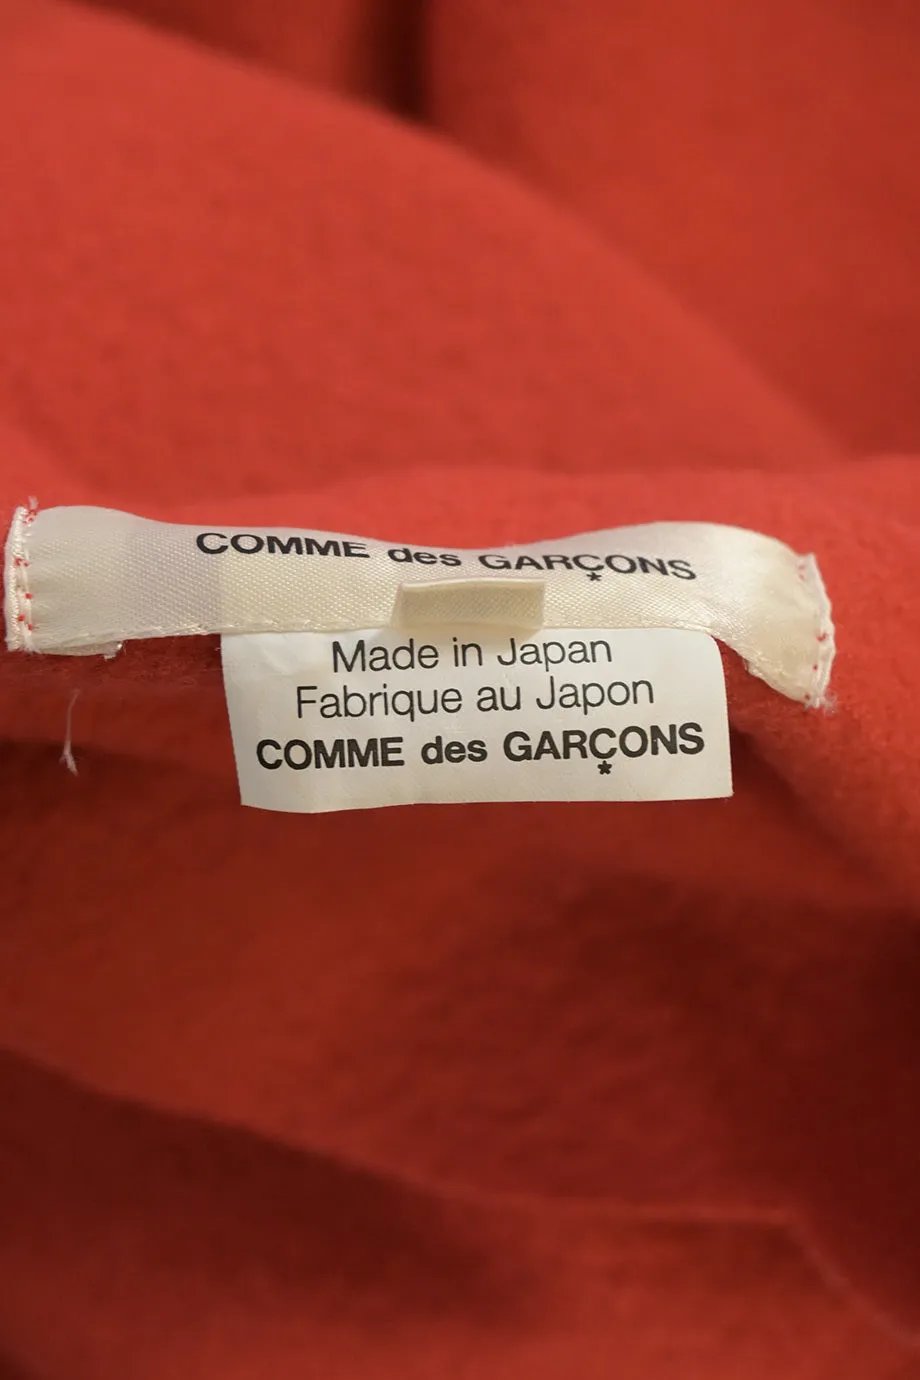 COMME des GARÇONS
*
Made in Japan
Fabrique au Japon
COMME des GARÇONS
*